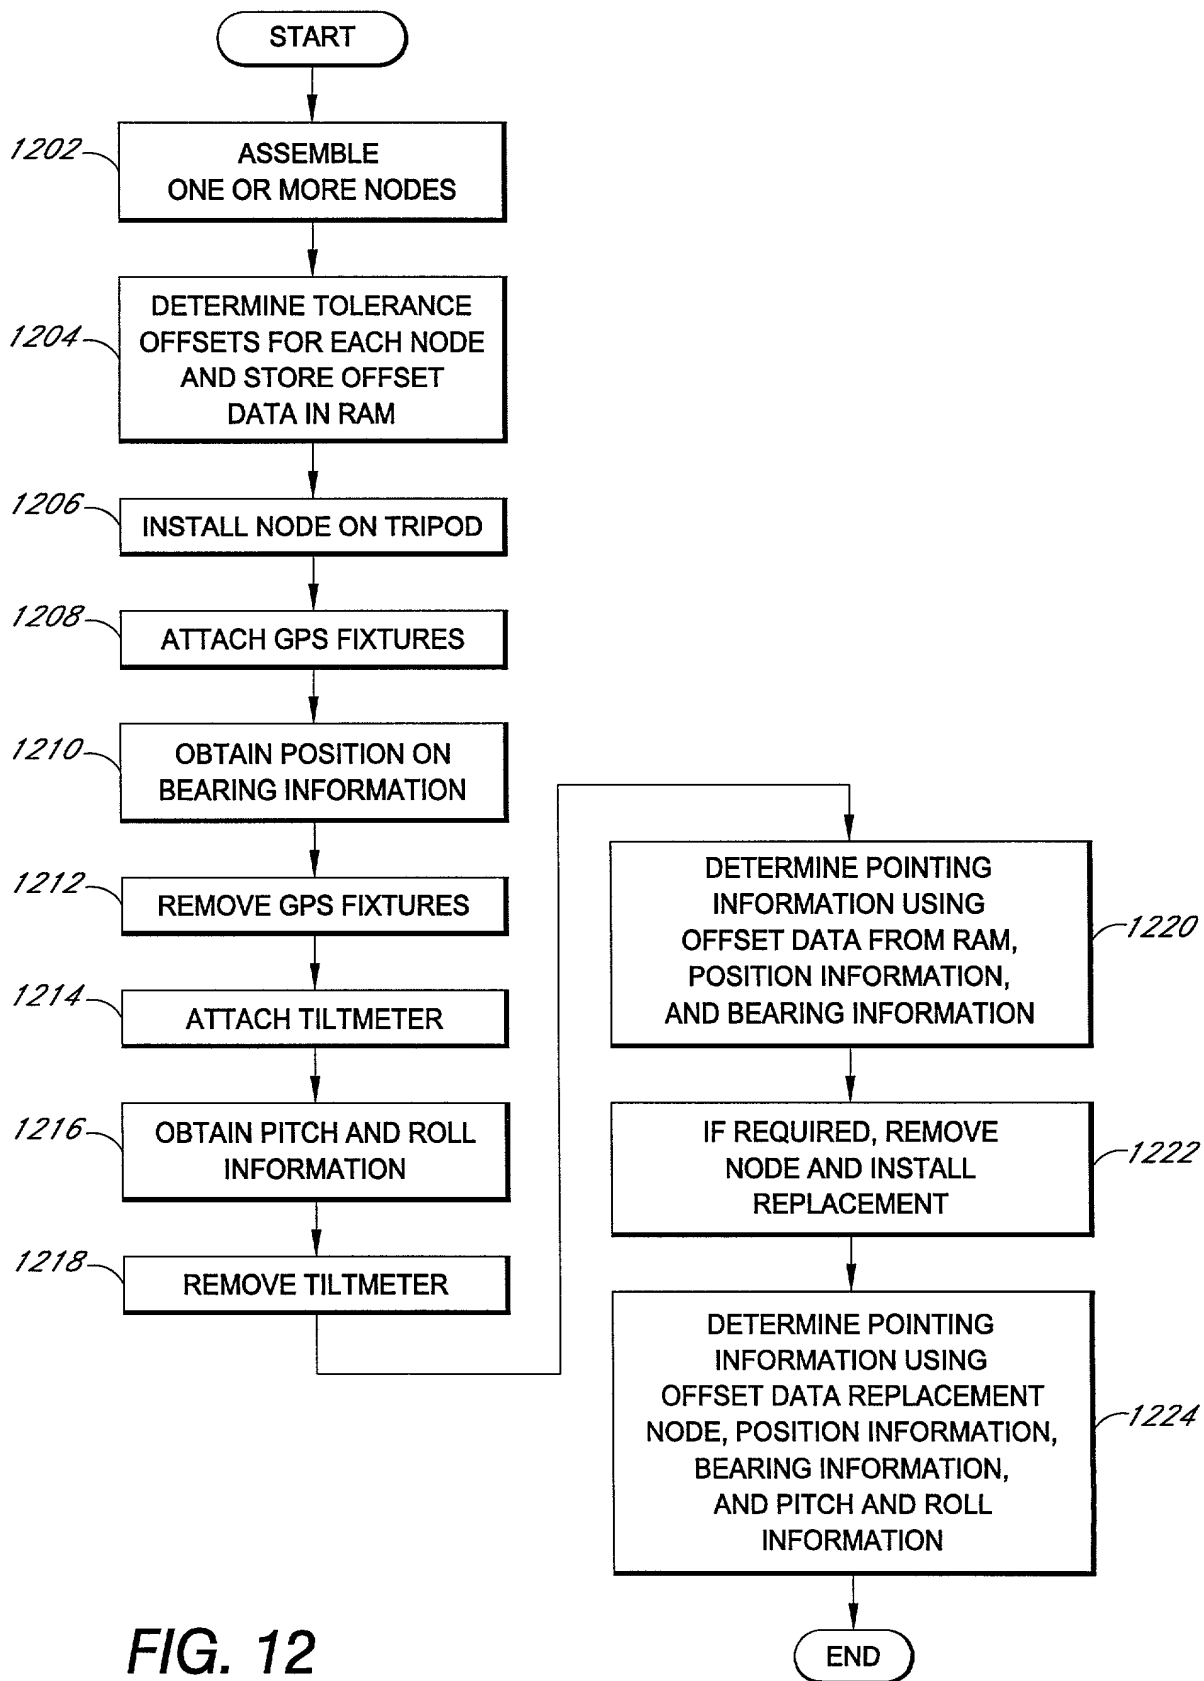 START
1202
ASSEMBLE
ONE OR MORE NODES
1204
DETERMINE TOLERANCE
OFFSETS FOR EACH NODE
AND STORE OFFSET
DATA IN RAM
1206
INSTALL NODE ON TRIPOD
1208
ATTACH GPS FIXTURES
1210
OBTAIN POSITION ON
BEARING INFORMATION
1212
REMOVE GPS FIXTURES
1214
ATTACH TILTMETER
1216
OBTAIN PITCH AND ROLL
INFORMATION
1218
REMOVE TILTMETER
DETERMINE POINTING
INFORMATION USING
OFFSET DATA FROM RAM,
POSITION INFORMATION,
AND BEARING INFORMATION
1220
IF REQUIRED, REMOVE
NODE AND INSTALL
REPLACEMENT
1222
DETERMINE POINTING
INFORMATION USING
OFFSET DATA REPLACEMENT
NODE, POSITION INFORMATION,
BEARING INFORMATION,
AND PITCH AND ROLL
INFORMATION
1224
END
FIG. 12